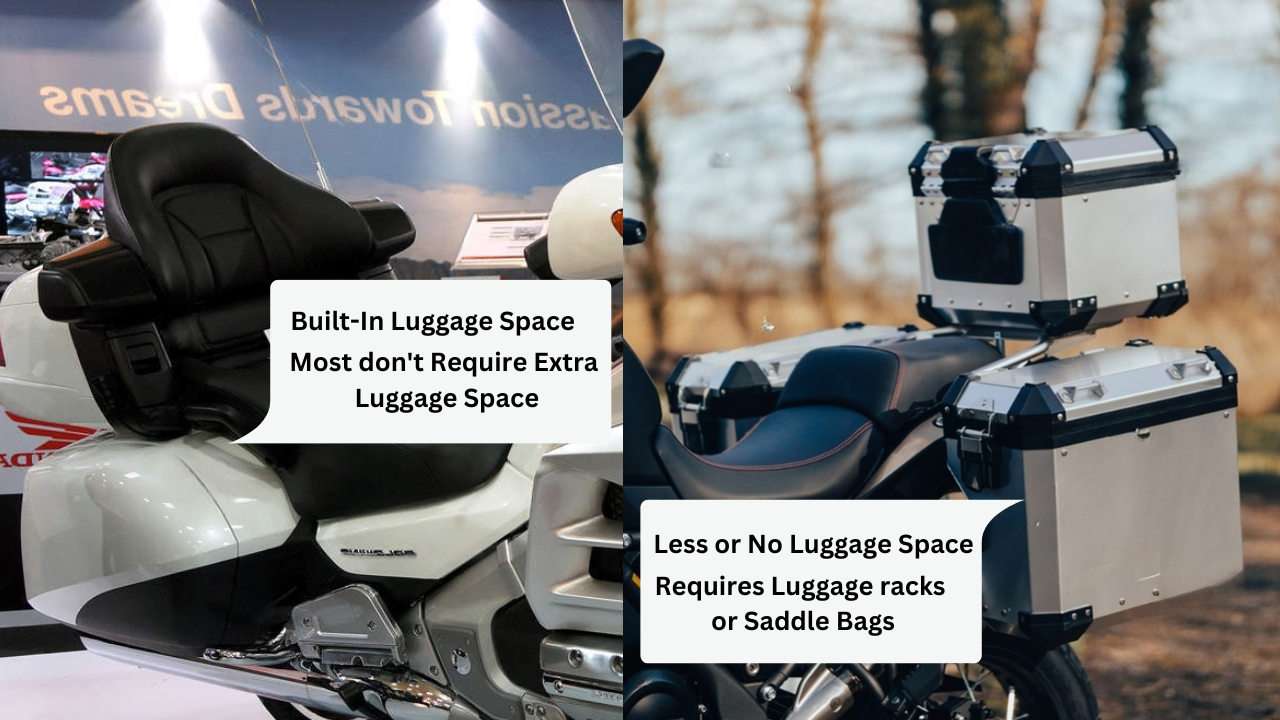 assion Towards Dreams
Built-In Luggage Space
Most don't Require Extra
Luggage Space
HONDA
Less or No Luggage Space
Requires Luggage racks
or Saddle Bags